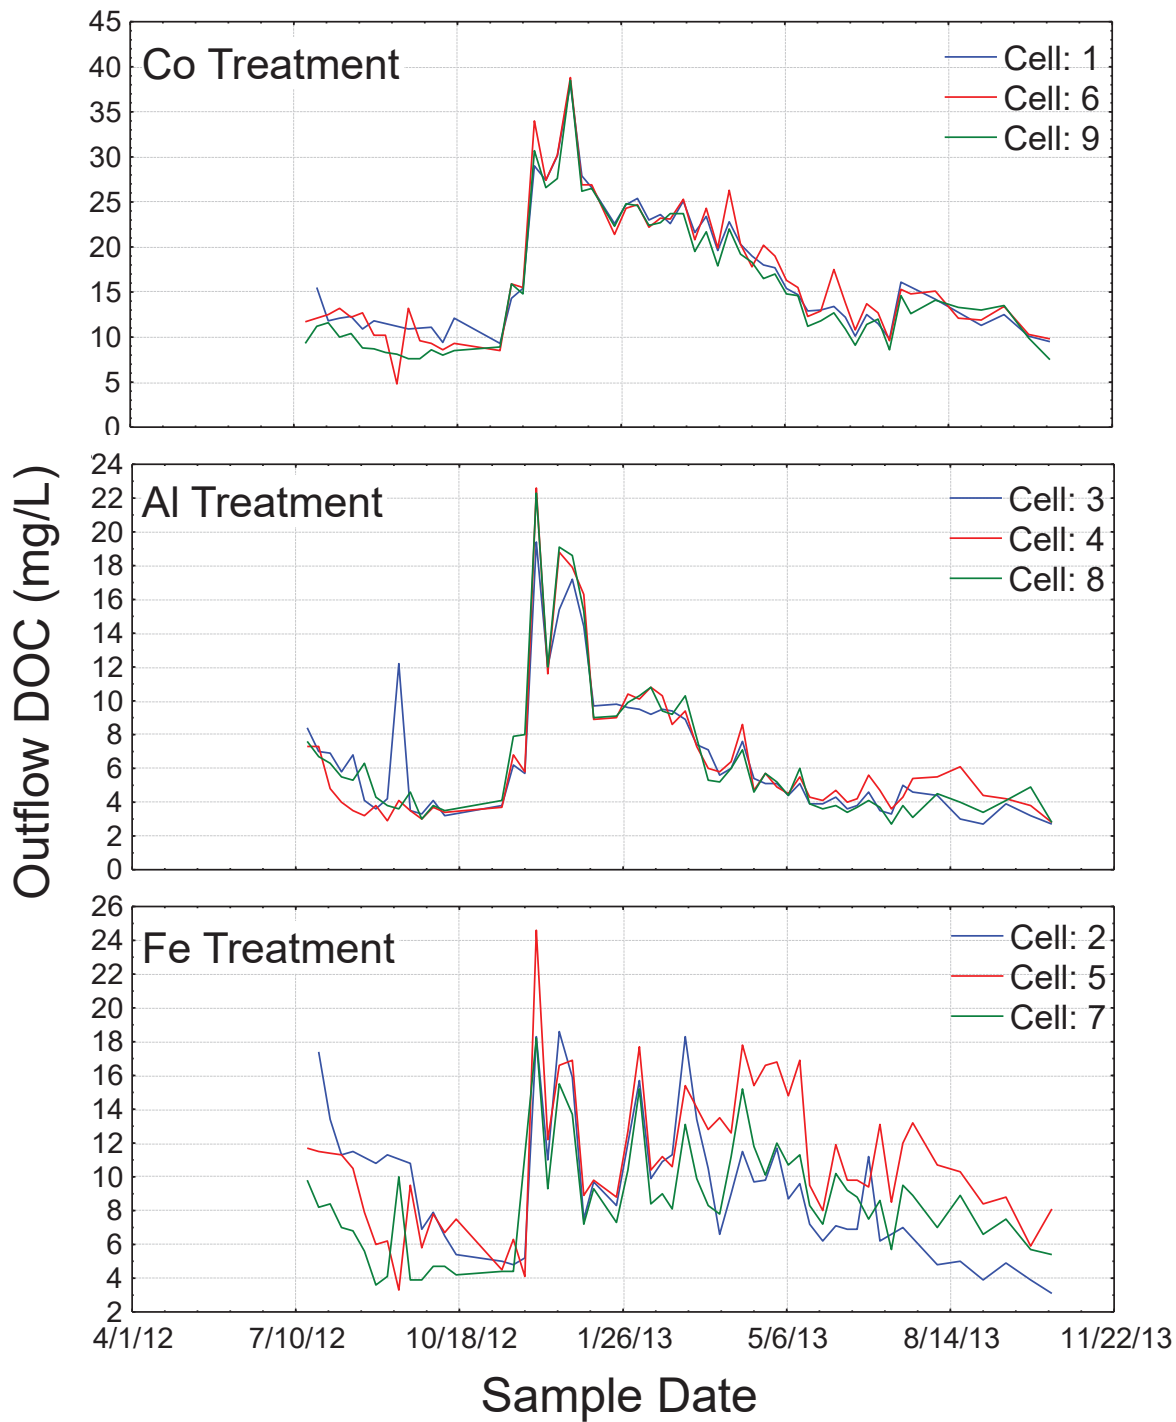 45
40
35
30
25
20
15
10
5
0
Co Treatment
Cell: 1
Cell: 6
Cell: 9
Outflow DOC (mg/L)
24
22
20
18
16
14
12
10
8
6
4
2
0
Al Treatment
Cell: 3
Cell: 4
Cell: 8
26
24
22
20
18
16
14
12
10
8
6
4
2
Fe Treatment
Cell: 2
Cell: 5
Cell: 7
4/1/12 7/10/12 10/18/12 1/26/13 5/6/13 8/14/13 11/22/13
Sample Date